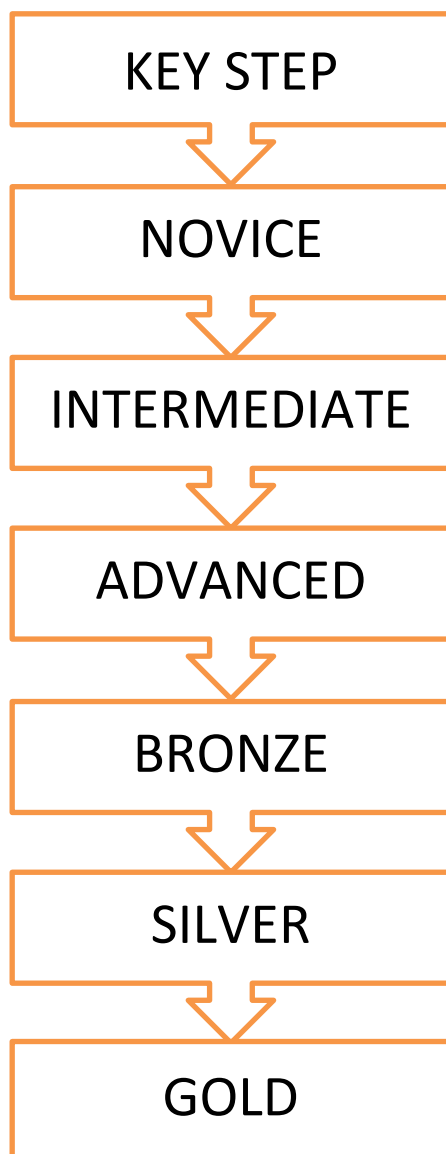 KEY STEP
NOVICE
INTERMEDIATE
ADVANCED
BRONZE
SILVER
GOLD